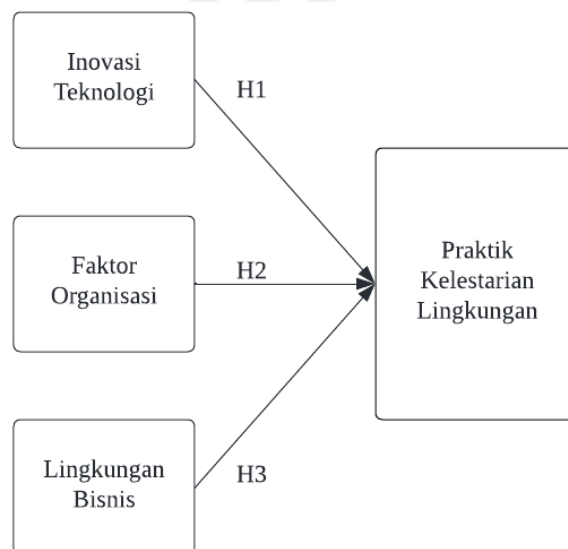 Inovasi
Teknologi
H1
Faktor
Organisasi
H2
Praktik
Kelestarian
Lingkungan
Lingkungan
Bisnis
H3